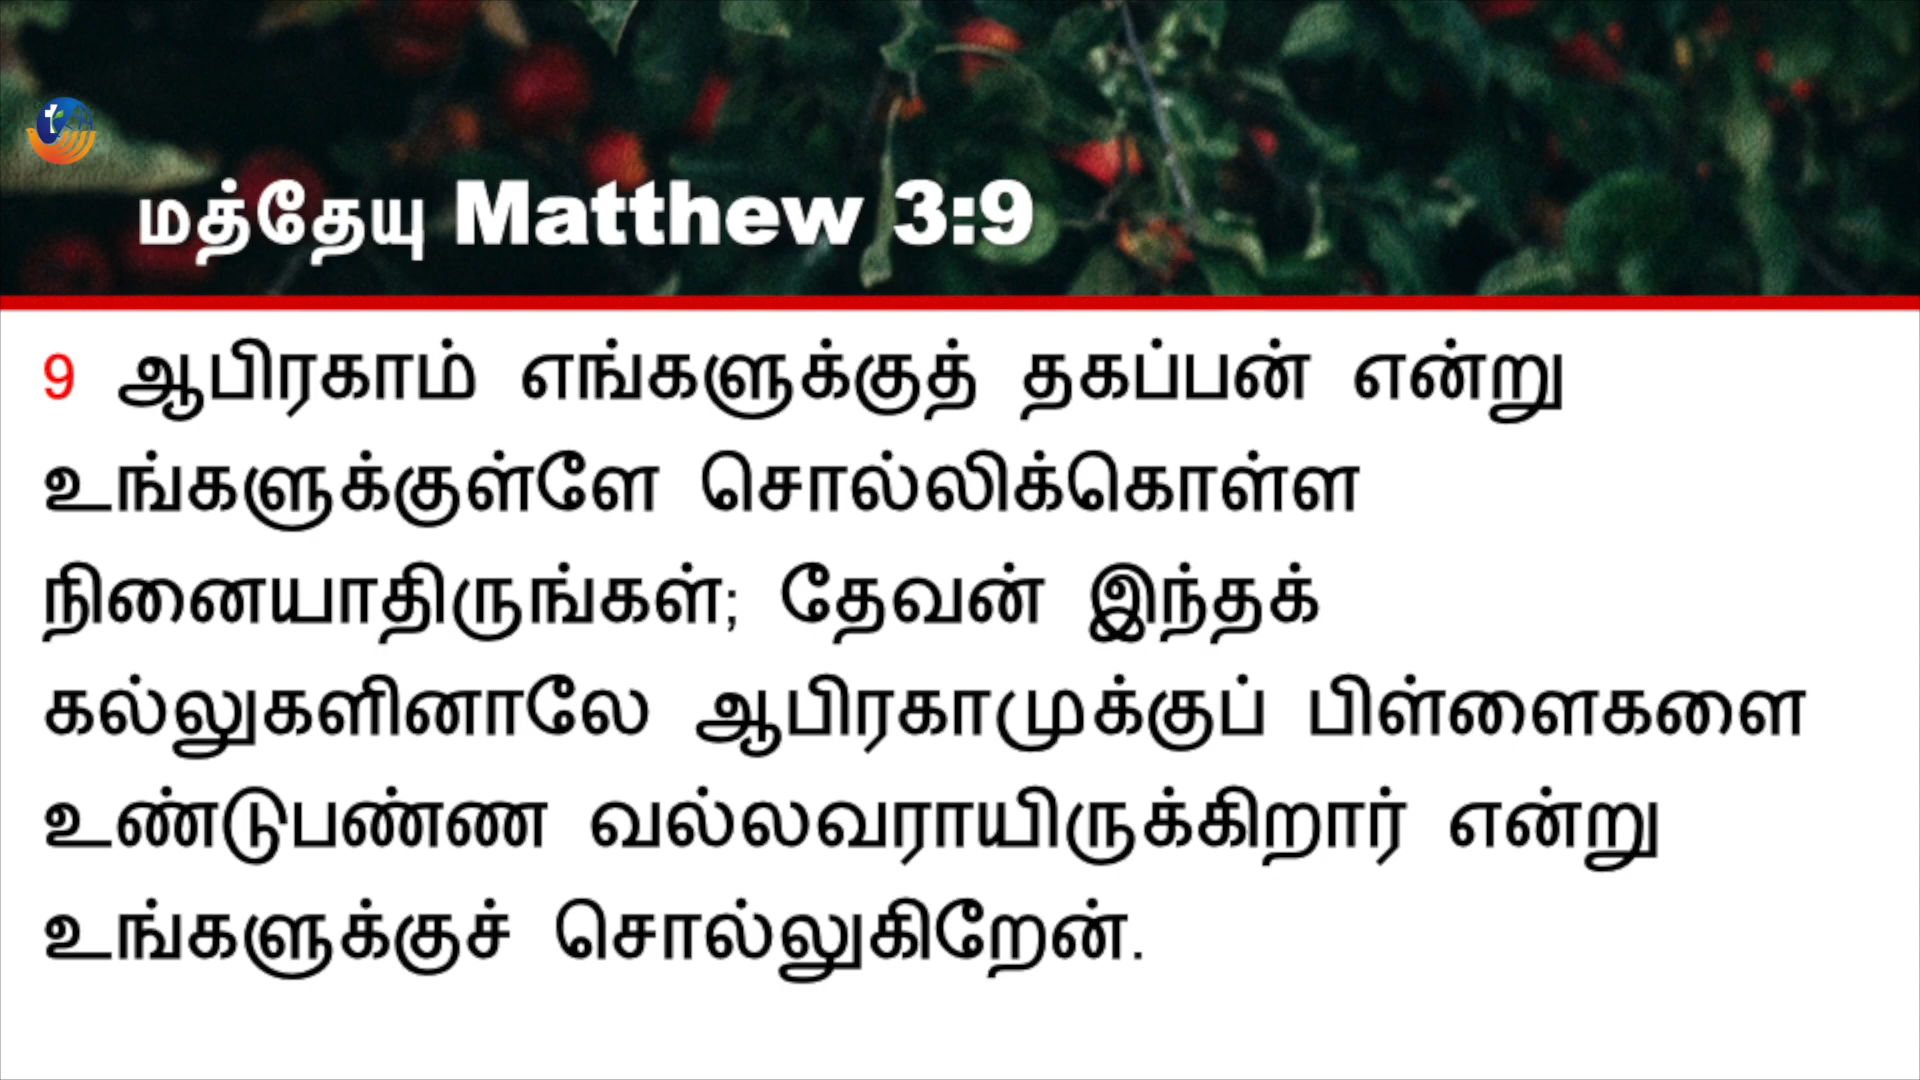 மத்தேயு Matthew 3:9
9 ஆபிரகாம் எங்களுக்குத் தகப்பன் என்று
உங்களுக்குள்ளே சொல்லிக்கொள்ள
நினையாதிருங்கள்; தேவன் இந்தக்
கல்லுகளினாலே ஆபிரகாமுக்குப் பிள்ளைகளை
உண்டுபண்ண வல்லவராயிருக்கிறார் என்று
உங்களுக்குச் சொல்லுகிறேன்.